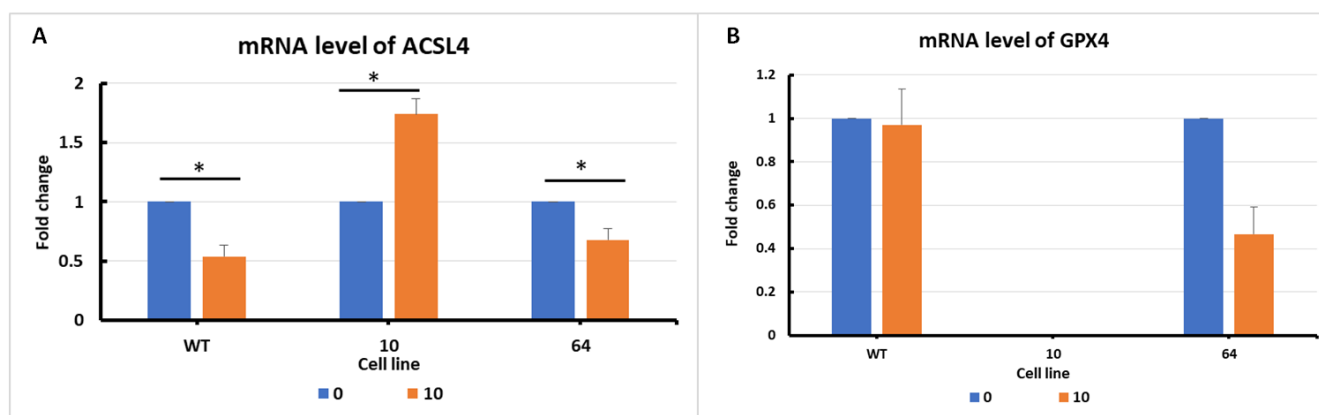 A
mRNA level of ACSL4
*
*
*
2
1.5
1
0.5
0
Fold change
WT
10
64
Cell line
0
10
B
mRNA level of GPX4
1.2
1
0.8
0.6
0.4
0.2
0
Fold change
WT
10
64
Cell line
0
10